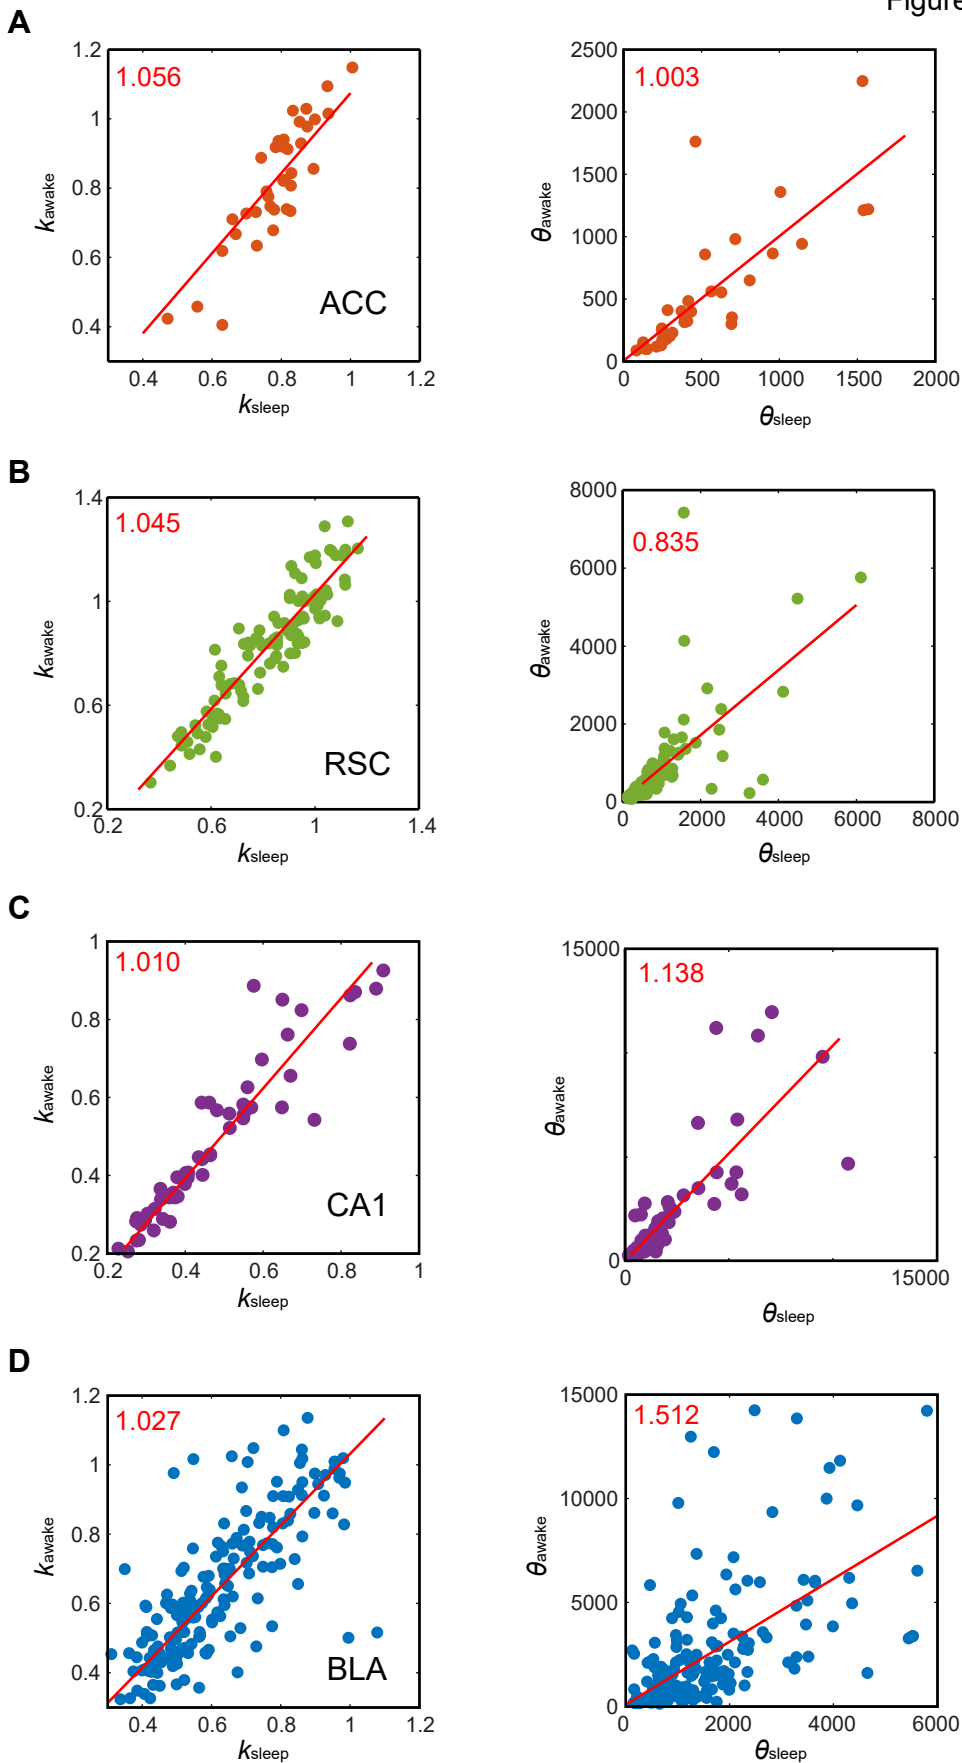 Figure
A
1.2
1
0.8
0.6
0.4
1.056
ACC
0.4 0.6 0.8 1 1.2
kawake
ksleep
2500
2000
1500
1000
500
0
1.003
0 500 1000 1500 2000
θawake
θsleep
B
1.4
1
0.6
0.2
1.045
RSC
0.2 0.6 1 1.4
kawake
ksleep
8000
6000
4000
2000
0
0.835
0 2000 4000 6000 8000
θawake
θsleep
C
1
0.8
0.6
0.4
0.2
1.010
CA1
0.2 0.4 0.6 0.8 1
kawake
ksleep
15000
0
1.138
0 15000
θawake
θsleep
D
1.2
1
0.8
0.6
0.4
1.027
BLA
0.4 0.6 0.8 1 1.2
kawake
ksleep
15000
10000
5000
0
1.512
0 2000 4000 6000
θawake
θsleep